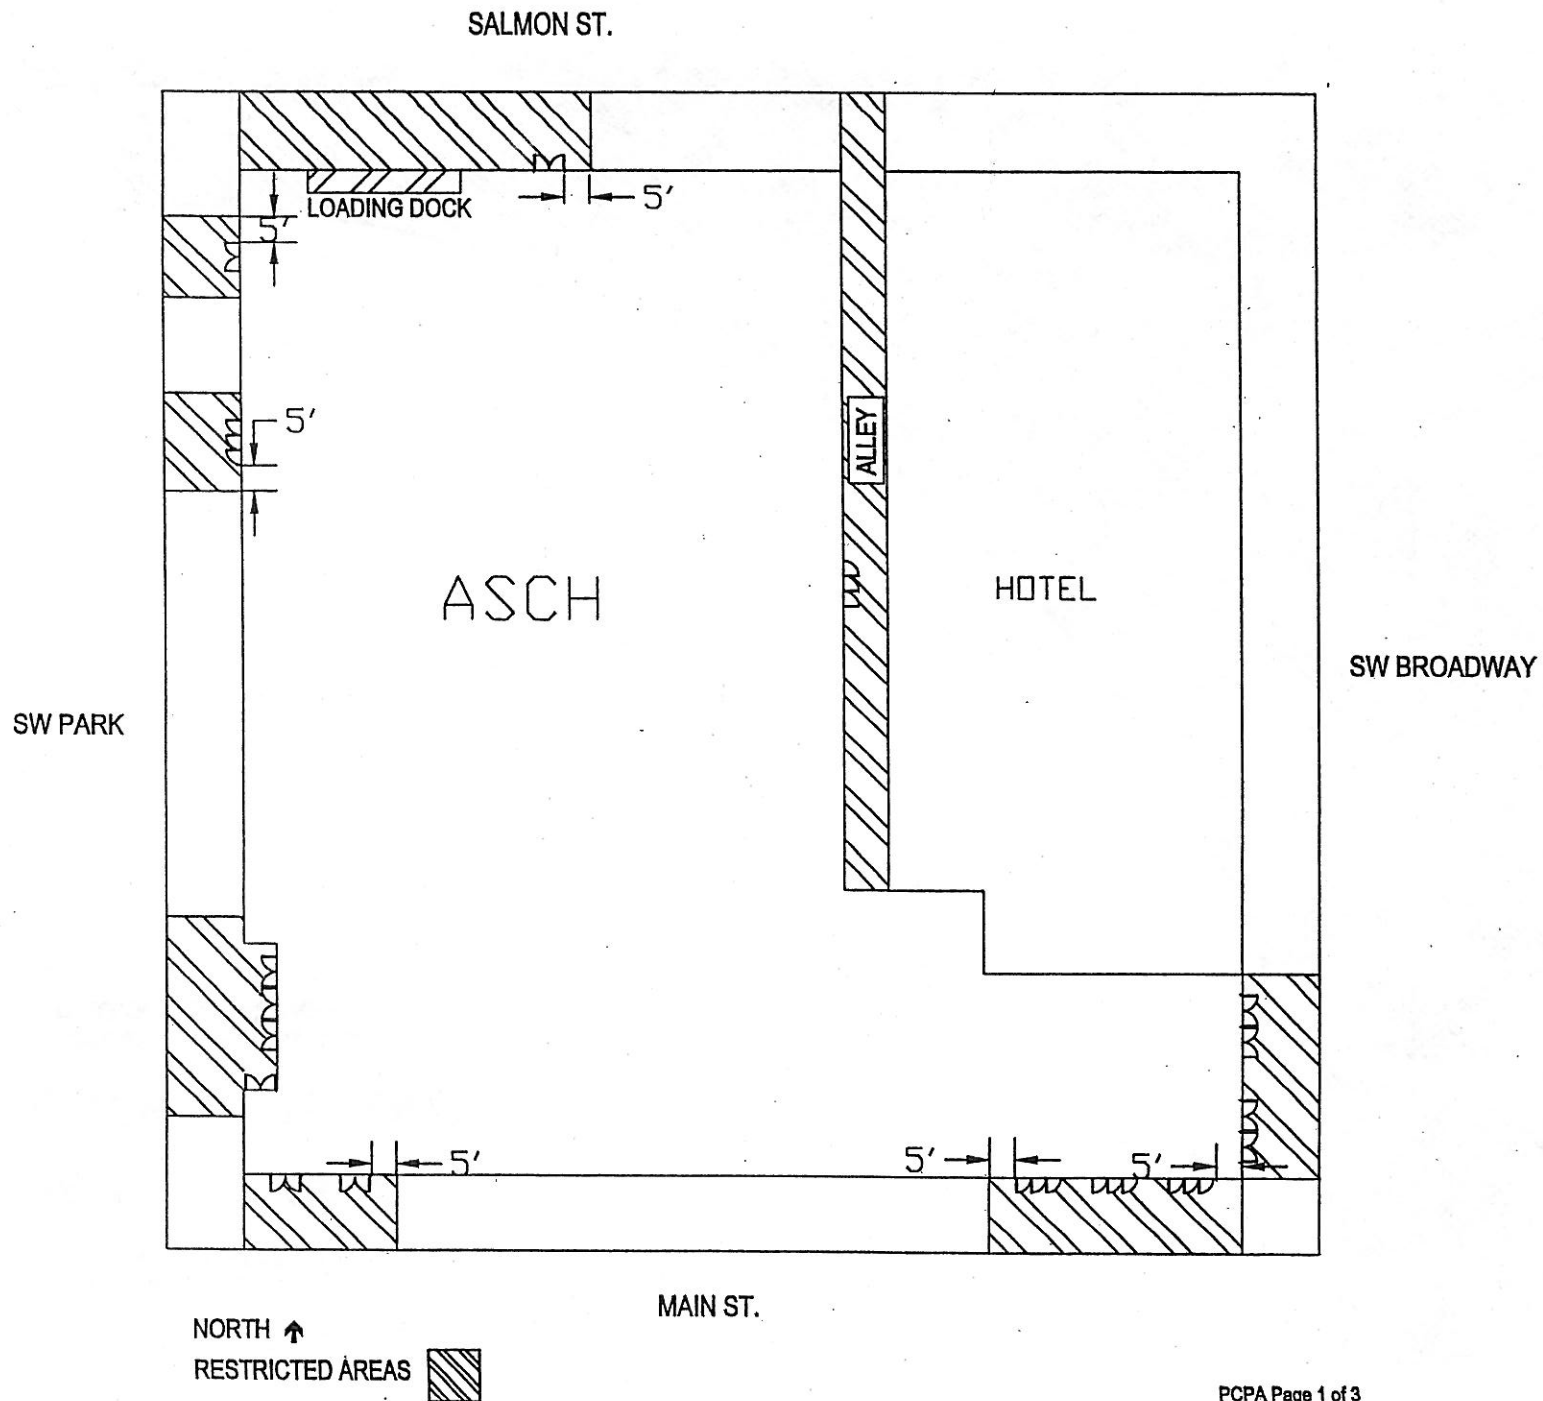 SALMON ST.
5'
LOADING DOCK
5'
5'
ALLEY
ASCH
HOTEL
SW BROADWAY
SW PARK
5'
5'
5'
MAIN ST.
NORTH
RESTRICTED AREAS
PCPA Page 1 of 3